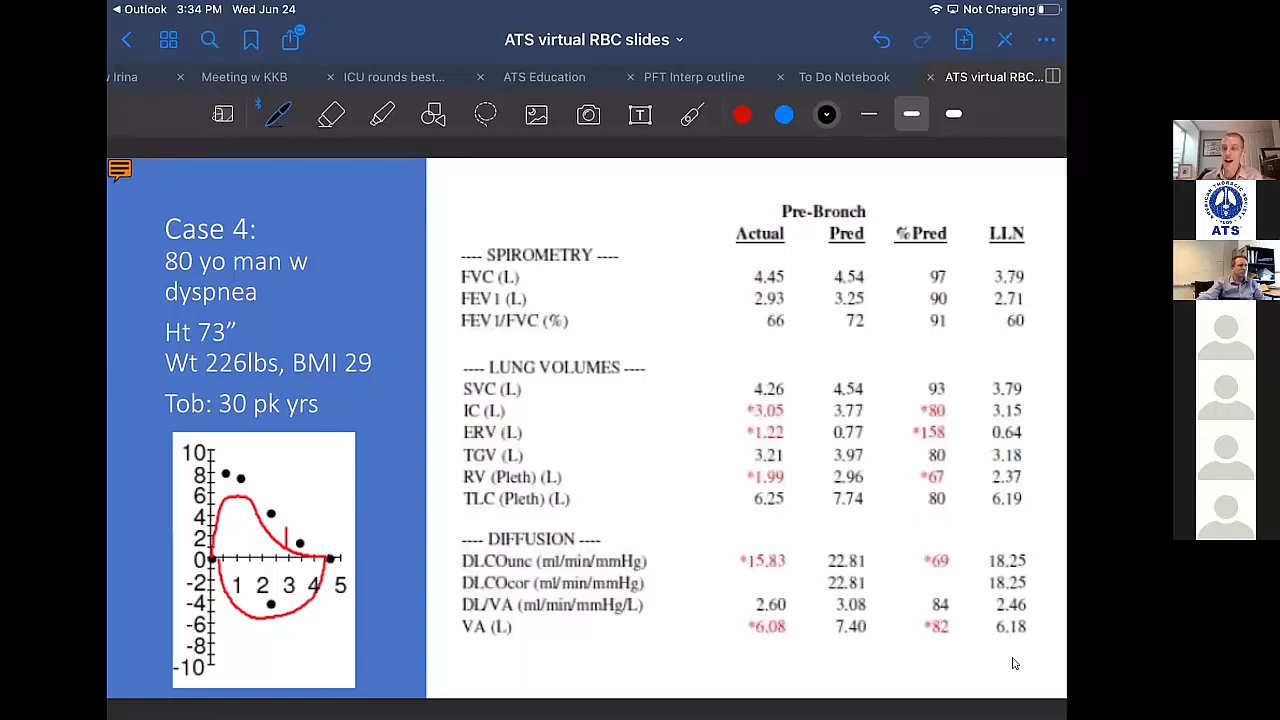 Outlook 3:34 PM Wed Jun 24
Not Charging
ATS virtual RBC slides
w Irina
Meeting w KKB
ICU rounds best...
ATS Education
PFT Interp outline
To Do Notebook
ATS virtual RBC...
T
Case 4:
80 yo man w
dyspnea
Ht 73”
Wt 226lbs, BMI 29
Tob: 30 pk yrs
10
8
6
4
2
0
-2
-4
-6
-8
-10
1 2 3 4 5
Pre-Bronch
Actual Pred %Pred LLN
---- SPIROMETRY ----
FVC (L) 4.45 4.54 97 3.79
FEV1 (L) 2.93 3.25 90 2.71
FEV1/FVC (%) 66 72 91 60
---- LUNG VOLUMES ----
SVC (L) 4.26 4.54 93 3.79
IC (L) *3.05 3.77 *80 3.15
ERV (L) *1.22 0.77 *158 0.64
TGV (L) 3.21 3.97 80 3.18
RV (Pleth) (L) *1.99 2.96 *67 2.37
TLC (Pleth) (L) 6.25 7.74 80 6.19
---- DIFFUSION ----
DLCOunc (ml/min/mmHg) *15.83 22.81 *69 18.25
DLCOcor (ml/min/mmHg) 22.81 18.25
DL/VA (ml/min/mmHg/L) 2.60 3.08 84 2.46
VA (L) *6.08 7.40 *82 6.18
AMERICAN THORACIC SOCIETY
ATS